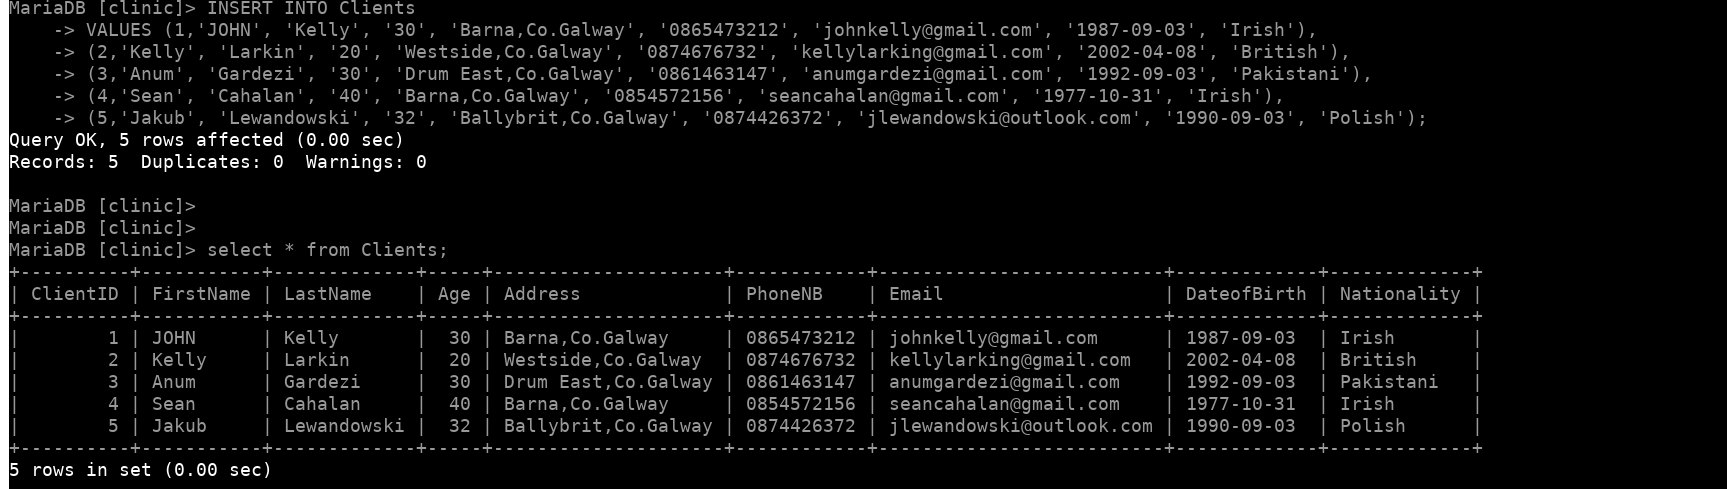 MariaDB [clinic]> INSERT INTO Clients
    -> VALUES (1,'JOHN', 'Kelly', '30', 'Barna,Co.Galway', '0865473212', 'johnkelly@gmail.com', '1987-09-03', 'Irish'),
    -> (2,'Kelly', 'Larkin', '20', 'Westside,Co.Galway', '0874676732', 'kellylarking@gmail.com', '2002-04-08', 'British'),
    -> (3,'Anum', 'Gardezi', '30', 'Drum East,Co.Galway', '0861463147', 'anumgardezi@gmail.com', '1992-09-03', 'Pakistani'),
    -> (4,'Sean', 'Cahalan', '40', 'Barna,Co.Galway', '0854572156', 'seancahalan@gmail.com', '1977-10-31', 'Irish'),
    -> (5,'Jakub', 'Lewandowski', '32', 'Ballybrit,Co.Galway', '0874426372', 'jlewandowski@outlook.com', '1990-09-03', 'Polish');
Query OK, 5 rows affected (0.00 sec)
Records: 5  Duplicates: 0  Warnings: 0

MariaDB [clinic]>
MariaDB [clinic]>
MariaDB [clinic]> select * from Clients;
+----------+-----------+-------------+-----+---------------------+------------+--------------------------+-------------+-------------+
| ClientID | FirstName | LastName    | Age | Address             | PhoneNB    | Email                    | DateofBirth | Nationality |
+----------+-----------+-------------+-----+---------------------+------------+--------------------------+-------------+-------------+
|        1 | JOHN      | Kelly       |  30 | Barna,Co.Galway     | 0865473212 | johnkelly@gmail.com      | 1987-09-03  | Irish       |
|        2 | Kelly     | Larkin      |  20 | Westside,Co.Galway  | 0874676732 | kellylarking@gmail.com   | 2002-04-08  | British     |
|        3 | Anum      | Gardezi     |  30 | Drum East,Co.Galway | 0861463147 | anumgardezi@gmail.com    | 1992-09-03  | Pakistani   |
|        4 | Sean      | Cahalan     |  40 | Barna,Co.Galway     | 0854572156 | seancahalan@gmail.com    | 1977-10-31  | Irish       |
|        5 | Jakub     | Lewandowski |  32 | Ballybrit,Co.Galway | 0874426372 | jlewandowski@outlook.com | 1990-09-03  | Polish      |
+----------+-----------+-------------+-----+---------------------+------------+--------------------------+-------------+-------------+
5 rows in set (0.00 sec)